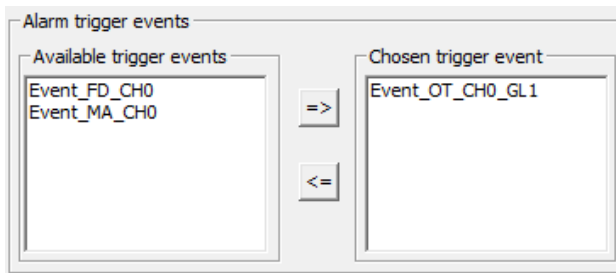 Alarm trigger events
Available trigger events
Event_FD_CH0
Event_MA_CH0
=>
<=
Chosen trigger event
Event_OT_CH0_GL1